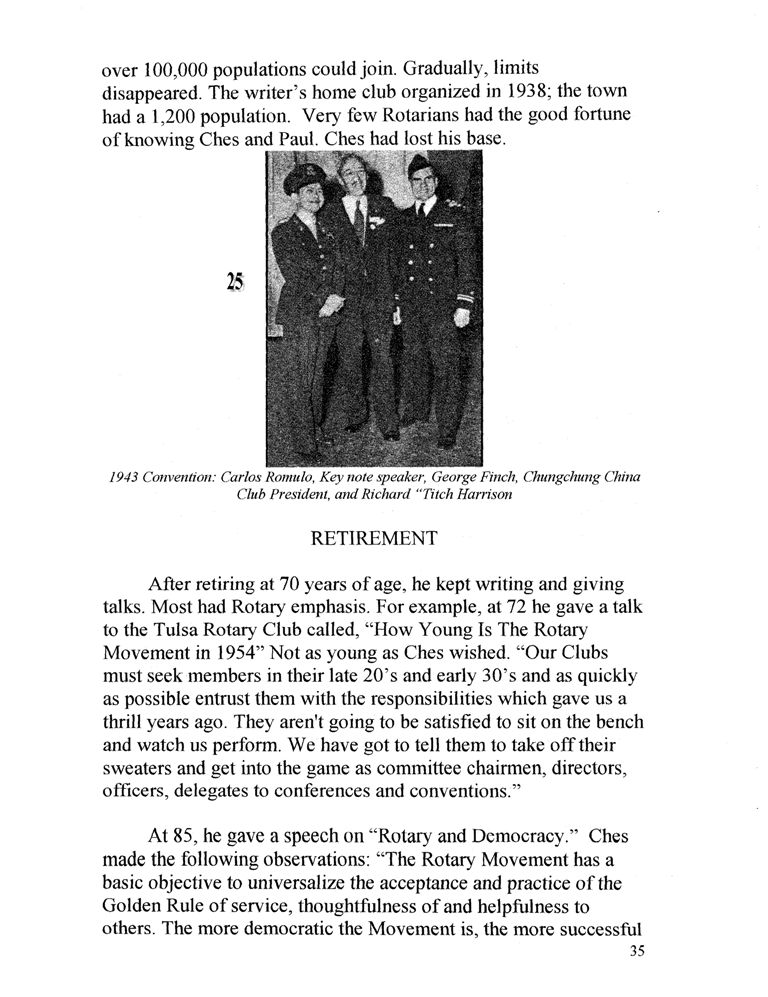 over 100,000 populations could join. Gradually, limits
disappeared. The writer's home club organized in 1938; the town
had a 1,200 population.  Very few Rotarians had the good fortune
of knowing Ches and Paul. Ches had lost his base.
25
1943 Convention: Carlos Romulo, Key note speaker, George Finch, Chungchung China
Club President, and Richard "Titch Harrison
RETIREMENT
After retiring at 70 years of age, he kept writing and giving
talks. Most had Rotary emphasis. For example, at 72 he gave a talk
to the Tulsa Rotary Club called, “How Young Is The Rotary
Movement in 1954” Not as young as Ches wished. “Our Clubs
must seek members in their late 20’s and early 30’s and as quickly
as possible entrust them with the responsibilities which gave us a
thrill years ago. They aren't going to be satisfied to sit on the bench
and watch us perform. We have got to tell them to take off their
sweaters and get into the game as committee chairmen, directors,
officers, delegates to conferences and conventions.”
At 85, he gave a speech on “Rotary and Democracy.”  Ches
made the following observations: “The Rotary Movement has a
basic objective to universalize the acceptance and practice of the
Golden Rule of service, thoughtfulness of and helpfulness to
others. The more democratic the Movement is, the more successful
35